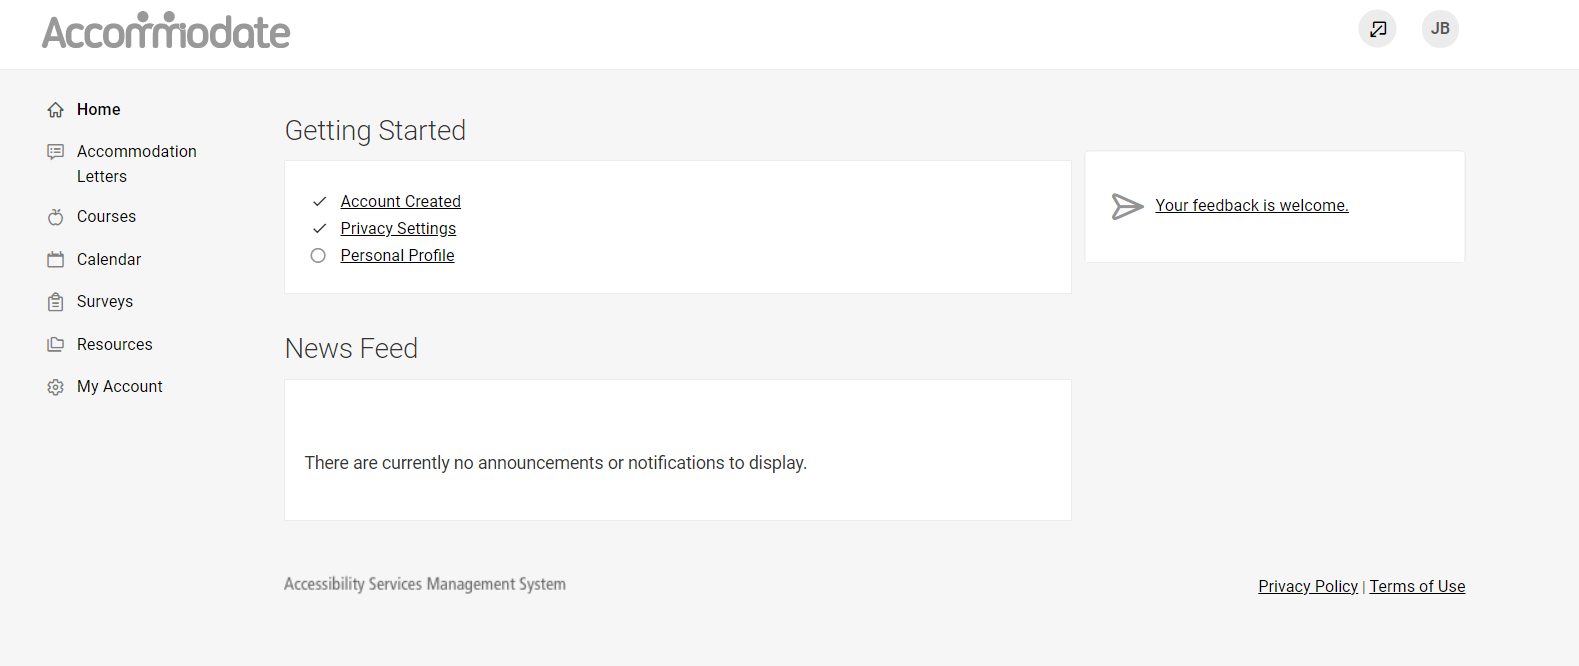 Accommodate
JB
Home
Accommodation
Letters
Courses
Calendar
Surveys
Resources
My Account
Getting Started
Account Created
Privacy Settings
Personal Profile
Your feedback is welcome.
News Feed
There are currently no announcements or notifications to display.
Accessibility Services Management System
Privacy Policy | Terms of Use